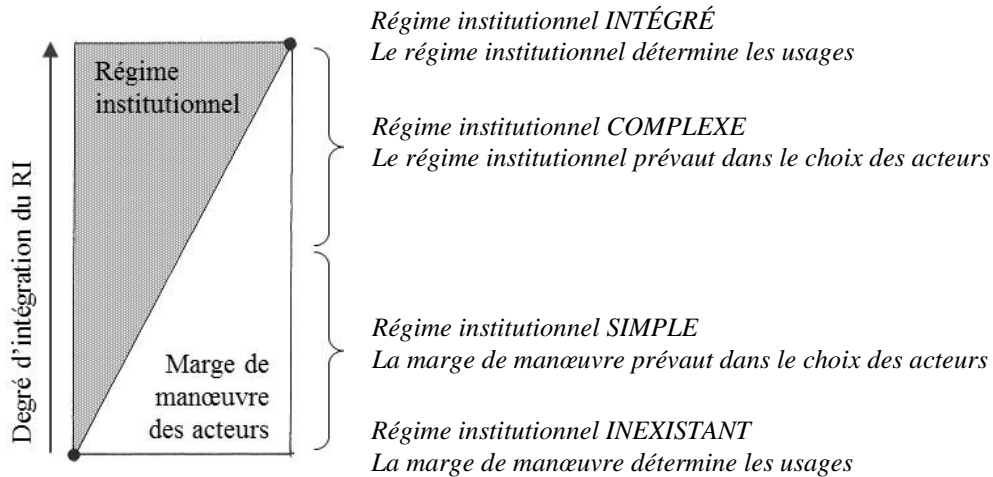 Régime institutionnel INTÉGRÉ
Le régime institutionnel détermine les usages
Régime
institutionnel
Régime institutionnel COMPLEXE
Le régime institutionnel prévaut dans le choix des acteurs
Degré d'intégration du RI
Régime institutionnel SIMPLE
La marge de manœuvre prévaut dans le choix des acteurs
Marge de
manœuvre
des acteurs
Régime institutionnel INEXISTANT
La marge de manœuvre détermine les usages